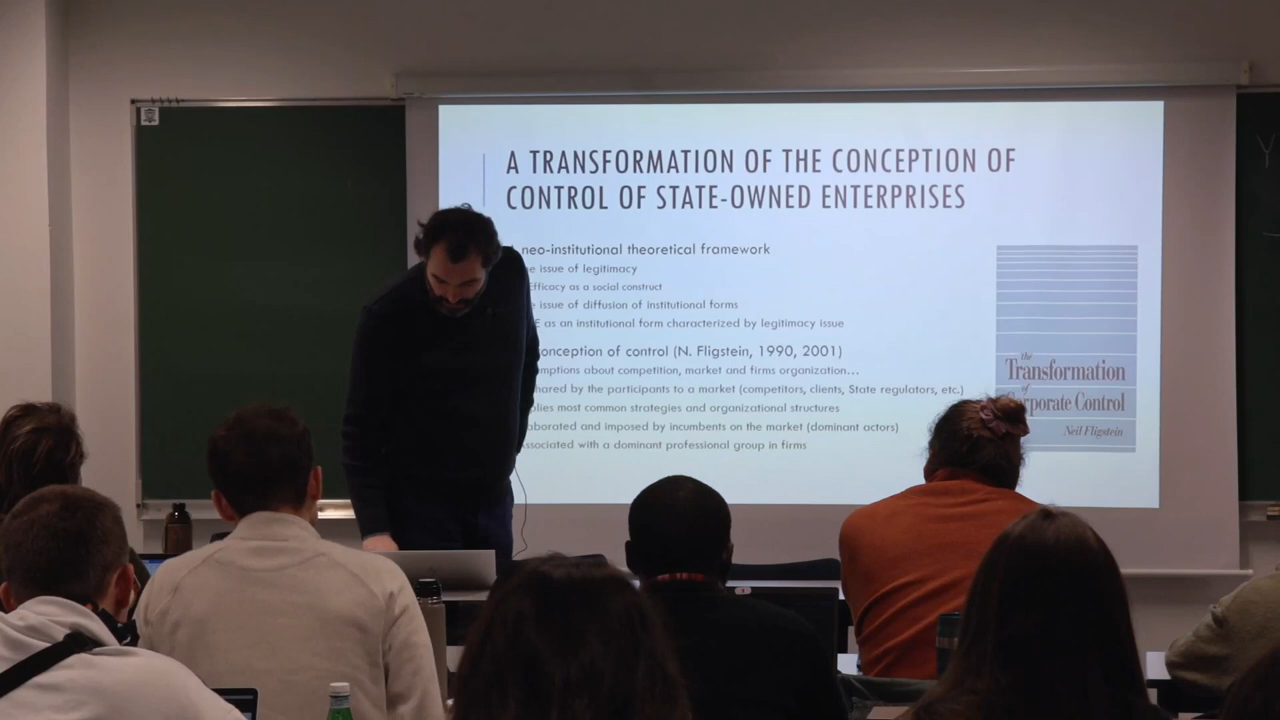 A TRANSFORMATION OF THE CONCEPTION OF
CONTROL OF STATE-OWNED ENTERPRISES
neo-institutional theoretical framework
issue of legitimacy
Efficacy as a social construct
issue of diffusion of institutional forms
as an institutional form characterized by legitimacy issue
conception of control (N. Fligstein, 1990, 2001)
about competition, market and firms organization...
shared by the participants to a market (competitors, clients, State regulators, etc.)
most common strategies and organizational structures
and imposed by incumbents on the market (dominant actors)
associated with a dominant professional group in firms
the
Transformation
of
Corporate Control
Neil Fligstein